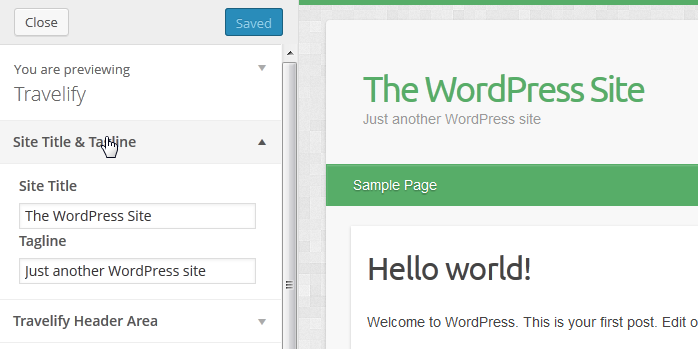 Close
Saved
You are previewing
Travelify
Site Title & Tagline
Site Title
The WordPress Site
Tagline
Just another WordPress site
Travelify Header Area
The WordPress Site
Just another WordPress site
Sample Page
Hello world!
Welcome to WordPress. This is your first post. Edit o